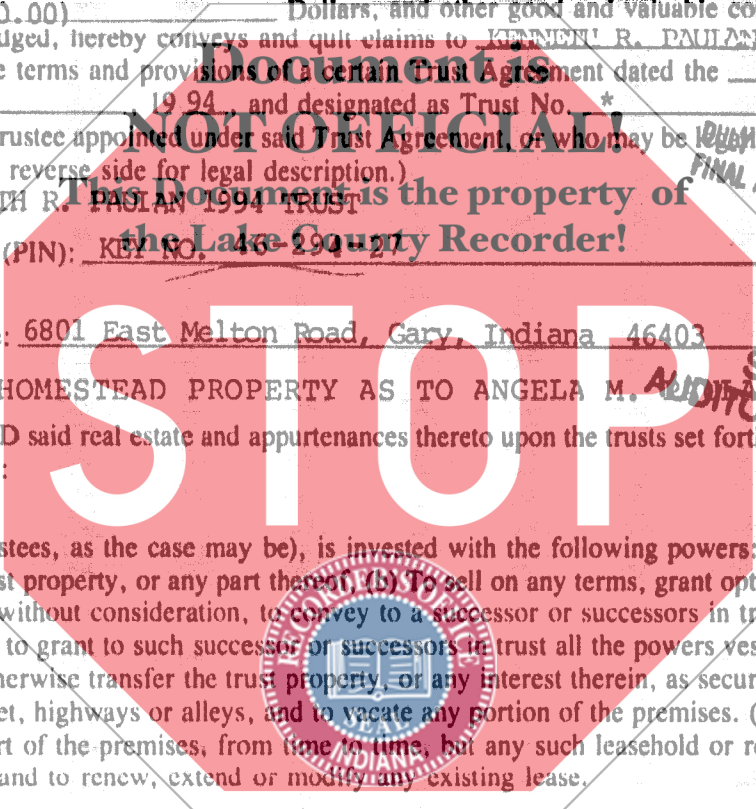 0.00) Dollars, and other good and valuable co
dged, hereby conveys and quit claims to KENNETH R. PAULAN
Document is
e terms and provisions of a certain Trust Agreement dated the
19 94 , and designated as Trust No. *
NOT OFFICIAL!
rustee appointed under said Trust Agreement, or who may be
FINAL
reverse side for legal description.)
This Document is the property of
TH R. PAULAN 1994 TRUST
the Lake County Recorder!
(PIN): KEY NO. 46-294-27
STOP
: 6801 East Melton Road, Gary, Indiana 46403
HOMESTEAD PROPERTY AS TO ANGELA M.
D said real estate and appurtenances thereto upon the trusts set fort
:
stees, as the case may be), is invested with the following powers:
st property, or any part thereof, (b) To sell on any terms, grant opt
without consideration, to convey to a successor or successors in tr
to grant to such successor or successors in trust all the powers ves
herwise transfer the trust property, or any interest therein, as secur
et, highways or alleys, and to vacate any portion of the premises. (
rt of the premises, from time to time, but any such leasehold or re
and to renew, extend or modify any existing lease.
RECORDER'S OFFICE
SEAL
INDIANA